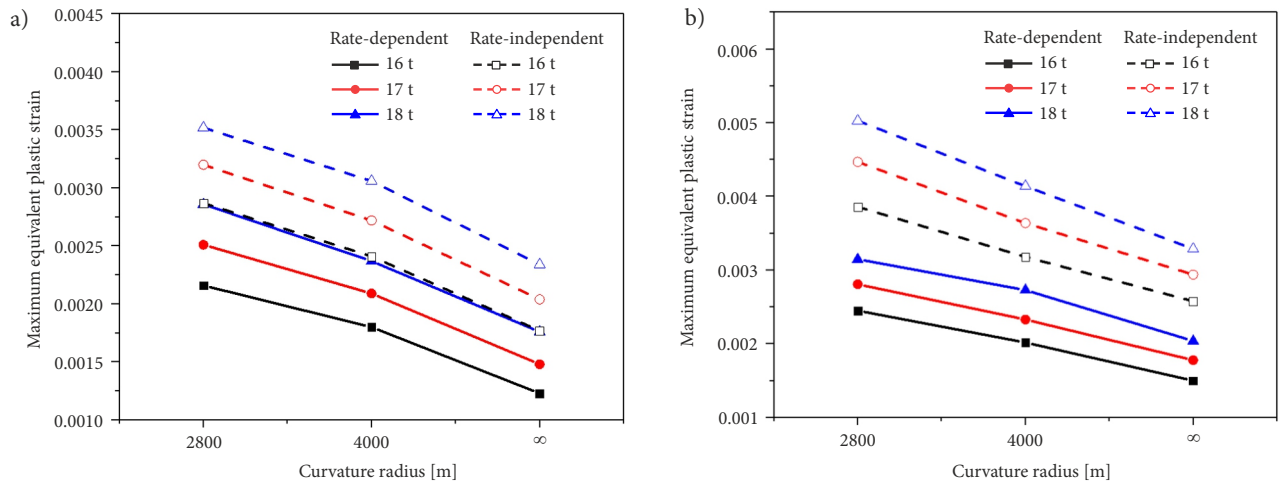 a)
0.0045
0.0040
0.0035
0.0030
0.0025
0.0020
0.0015
0.0010
Maximum equivalent plastic strain
Rate-dependent Rate-independent
16 t 16 t
17 t 17 t
18 t 18 t
2800 4000 ∞
Curvature radius [m]
b)
0.006
0.005
0.004
0.003
0.002
0.001
Maximum equivalent plastic strain
Rate-dependent Rate-independent
16 t 16 t
17 t 17 t
18 t 18 t
2800 4000 ∞
Curvature radius [m]